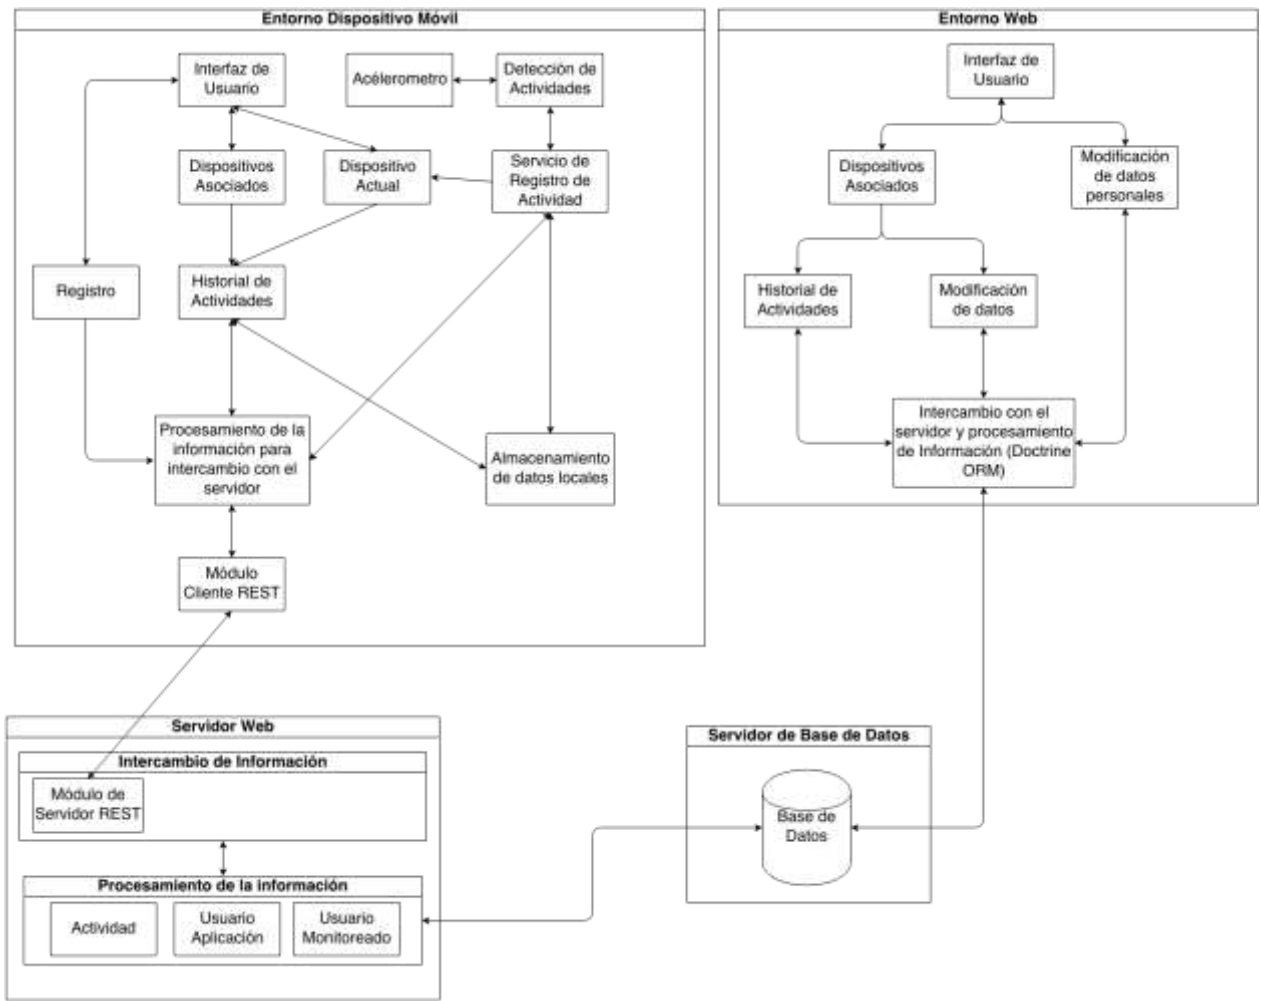 Entorno Dispositivo Móvil
Interfaz de
Usuario
Acélerometro
Detección de
Actividades
Dispositivos
Asociados
Dispositivo
Actual
Servicio de
Registro de
Actividad
Registro
Historial de
Actividades
Procesamiento de la
información para
intercambio con el
servidor
Almacenamiento
de datos locales
Módulo
Cliente REST
Entorno Web
Interfaz de
Usuario
Dispositivos
Asociados
Modificación
de datos
personales
Historial de
Actividades
Modificación
de datos
Intercambio con el
servidor y procesamiento
de Información (Doctrine
ORM)
Servidor Web
Intercambio de Información
Módulo de
Servidor REST
Procesamiento de la información
Actividad
Usuario
Aplicación
Usuario
Monitoreado
Servidor de Base de Datos
Base de
Datos